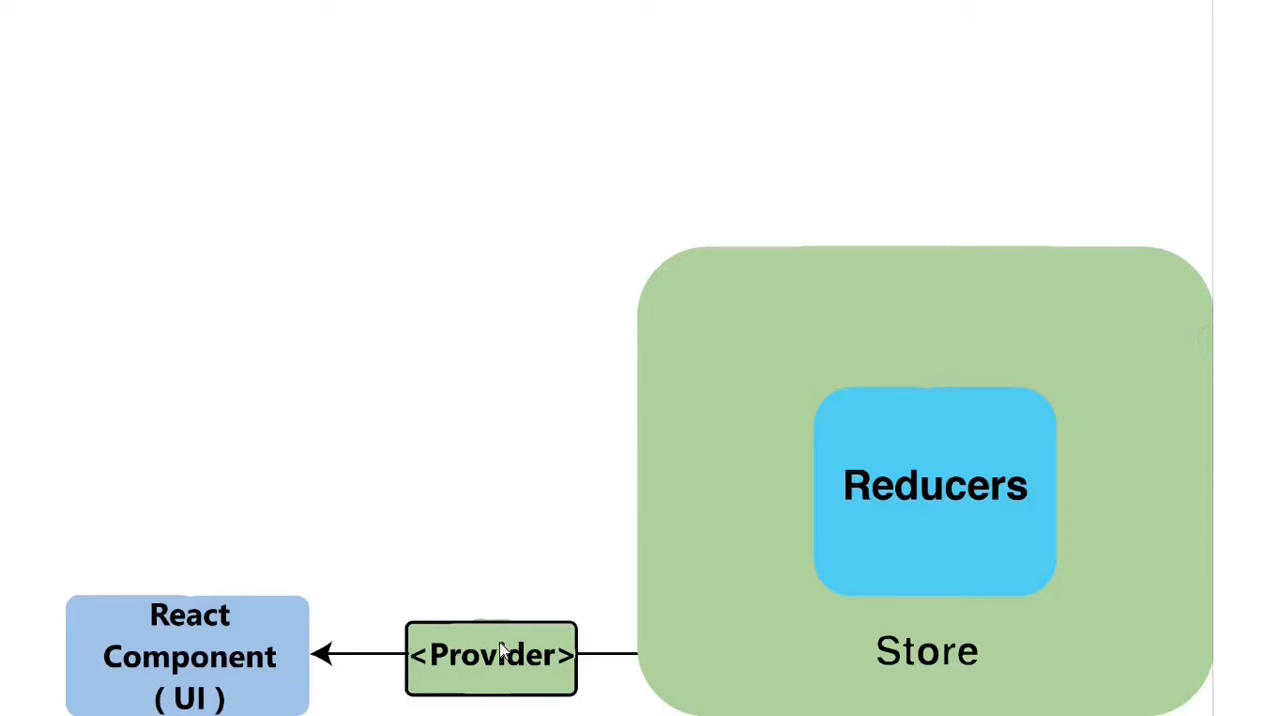 Reducers
Store
React
Component
( UI )
<Provider>